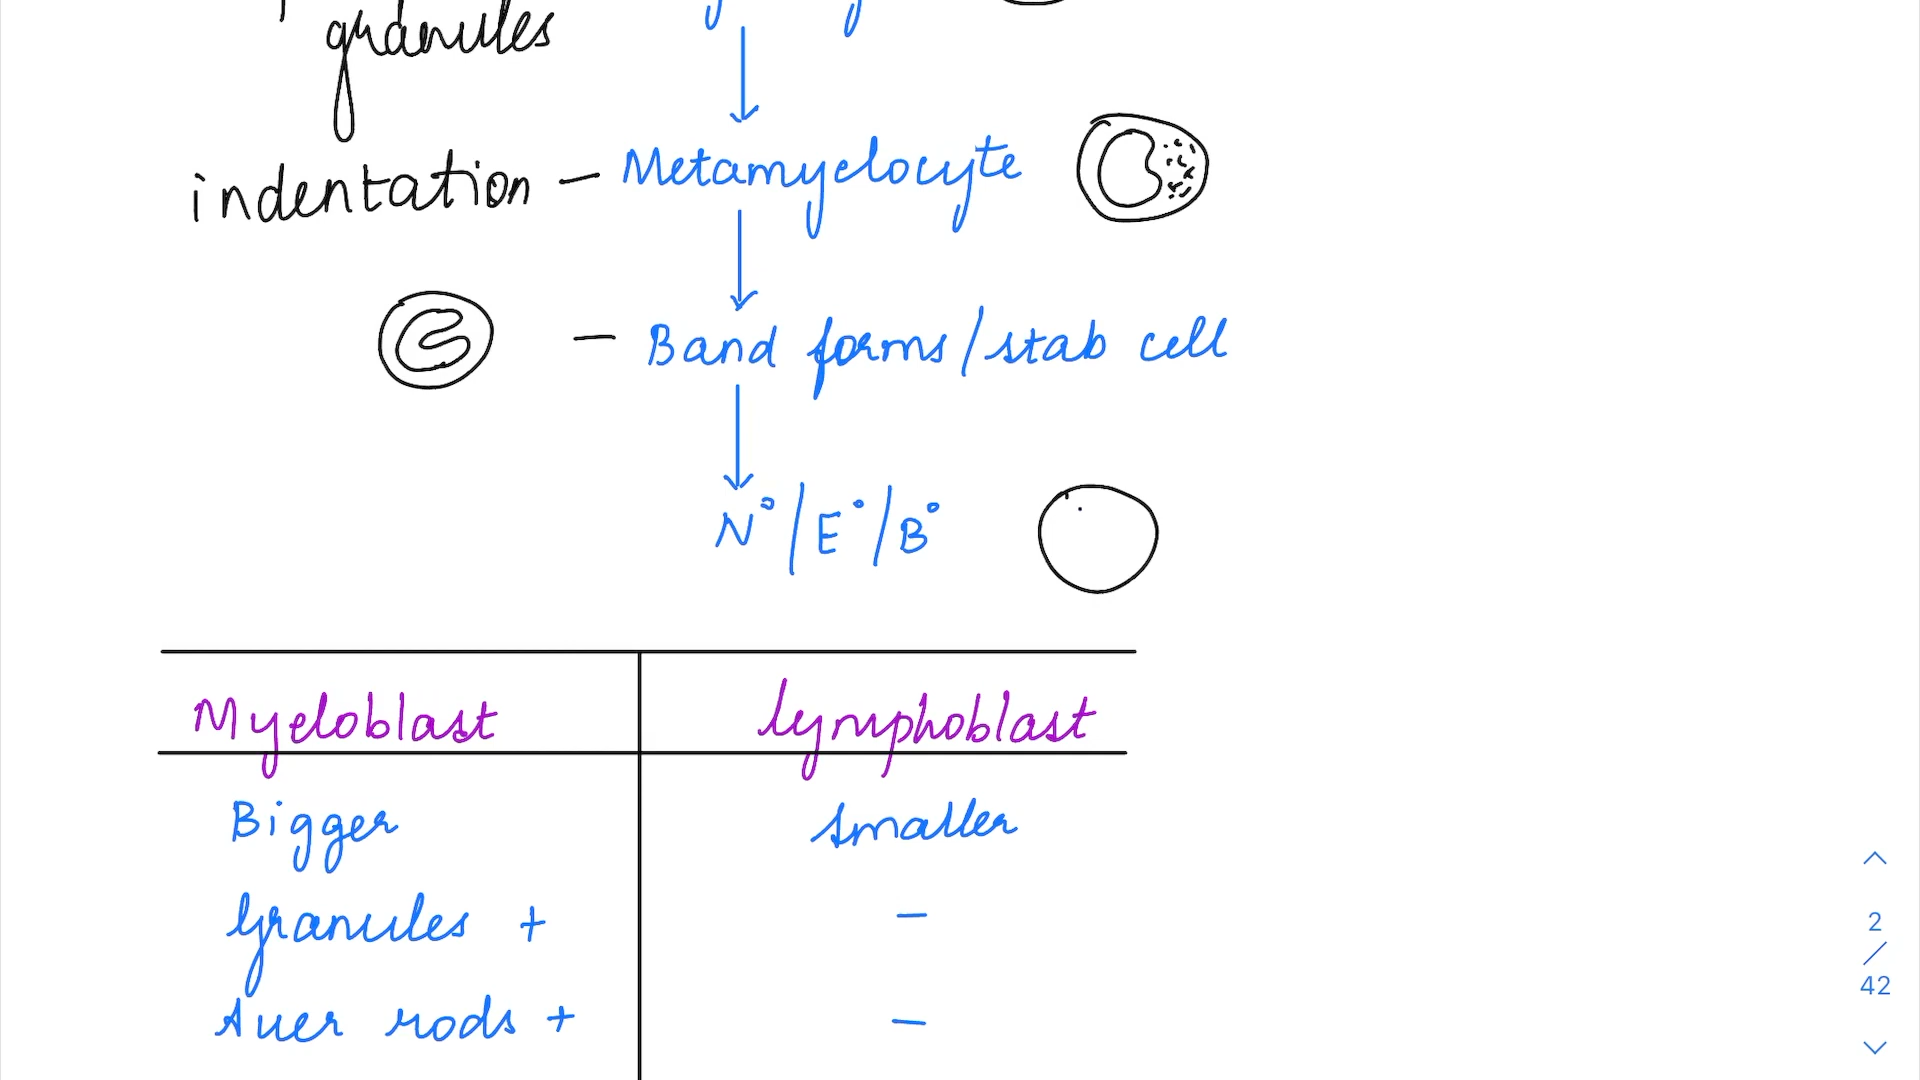 granules
indentation - Metamyelocyte
- Band forms/stab cell
N°/E°/B°
Myeloblast lymphoblast
Bigger smaller
Granules + -
Auer rods + -
2
/
42